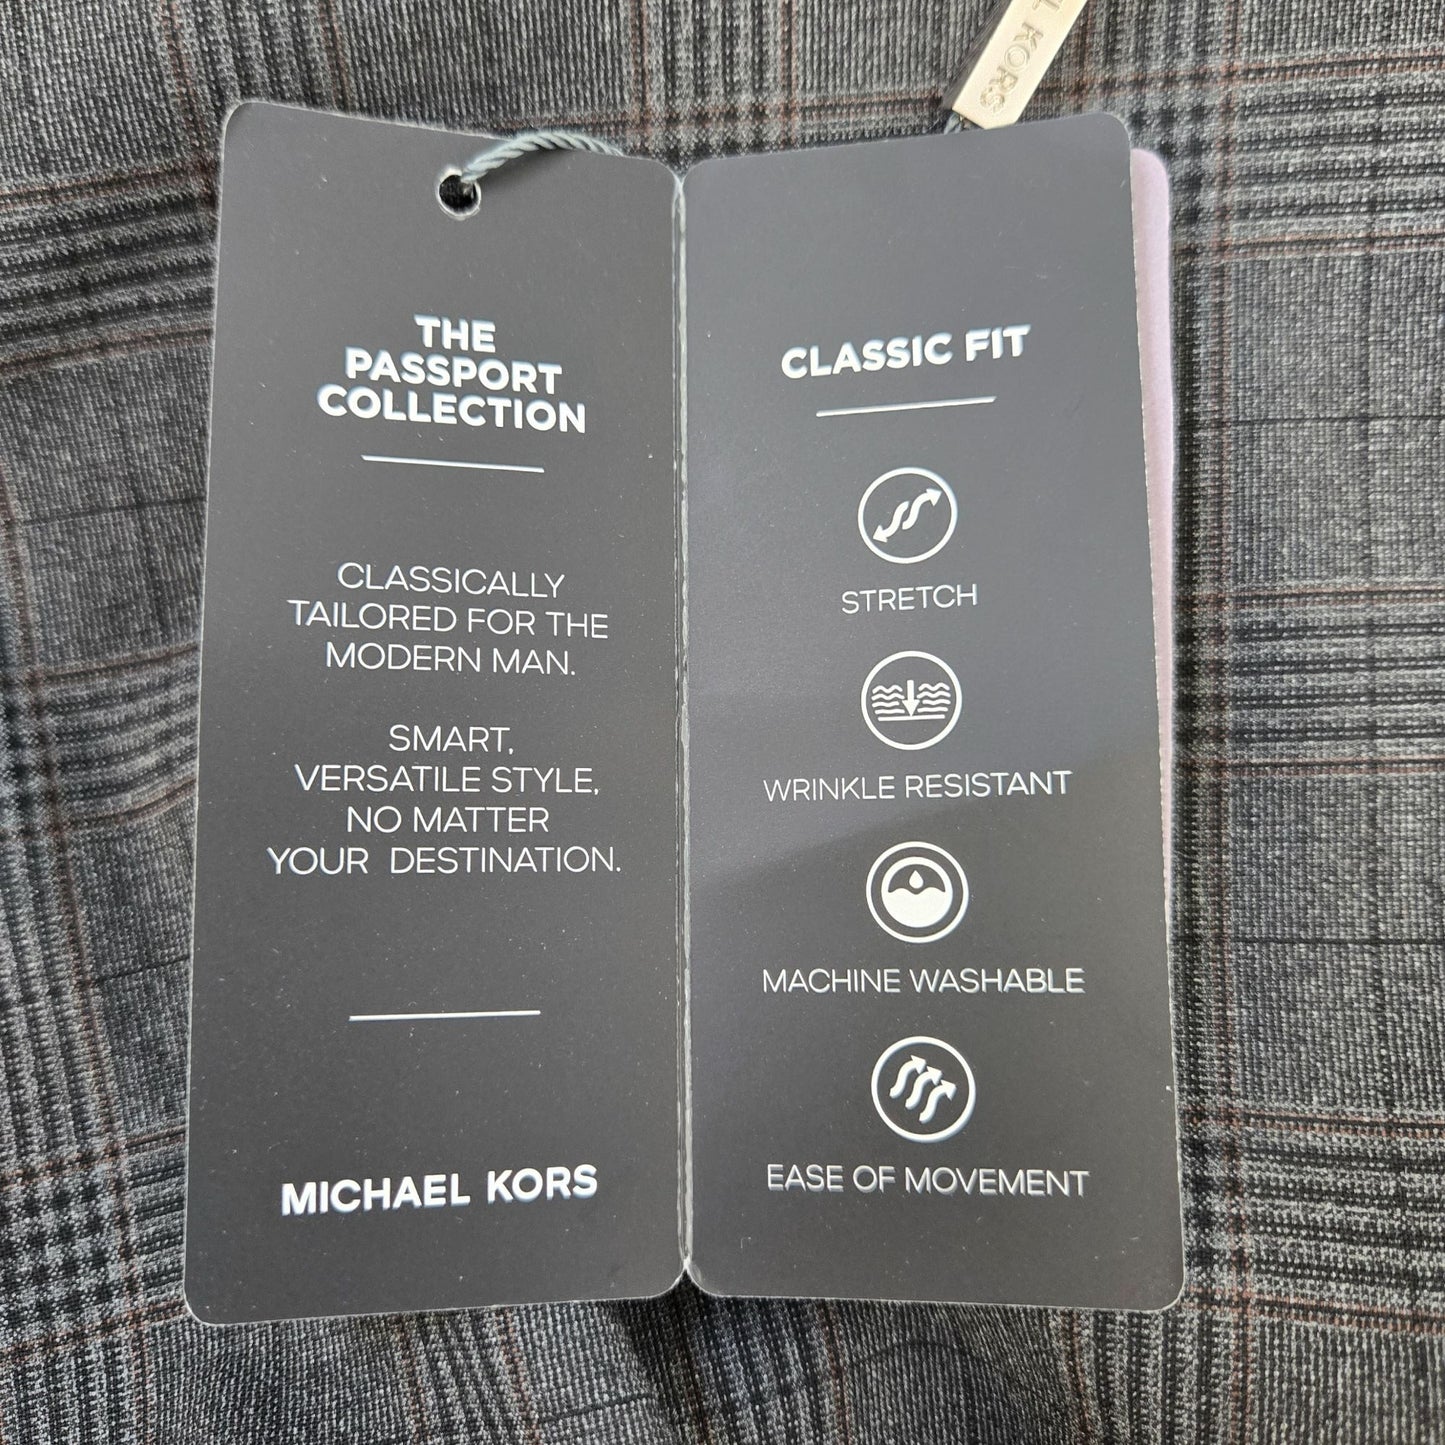 L KORS
THE
PASSPORT
COLLECTION
CLASSICALLY
TAILORED FOR THE
MODERN MAN.
SMART,
VERSATILE STYLE,
NO MATTER
YOUR DESTINATION.
MICHAEL KORS
CLASSIC FIT
STRETCH
WRINKLE RESISTANT
MACHINE WASHABLE
EASE OF MOVEMENT